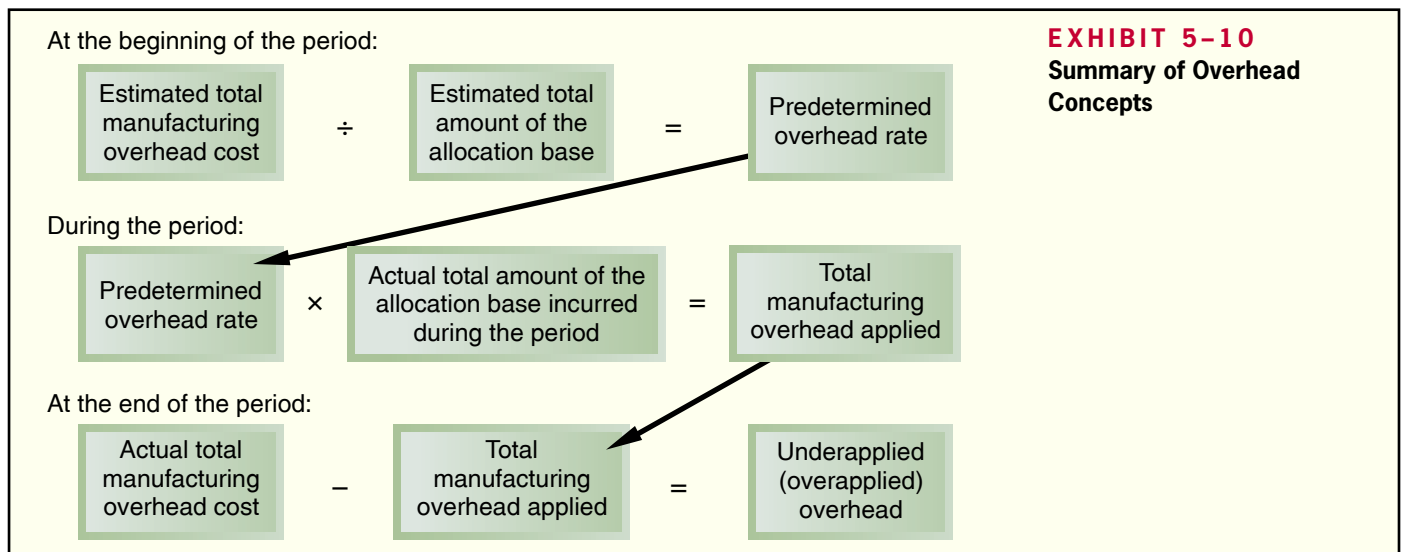 At the beginning of the period:
Estimated total
manufacturing
overhead cost
÷
Estimated total
amount of the
allocation base
=
Predetermined
overhead rate
During the period:
Predetermined
overhead rate
×
Actual total amount of the
allocation base incurred
during the period
=
Total
manufacturing
overhead applied
At the end of the period:
Actual total
manufacturing
overhead cost
–
Total
manufacturing
overhead applied
=
Underapplied
(overapplied)
overhead
EXHIBIT 5–10
Summary of Overhead
Concepts